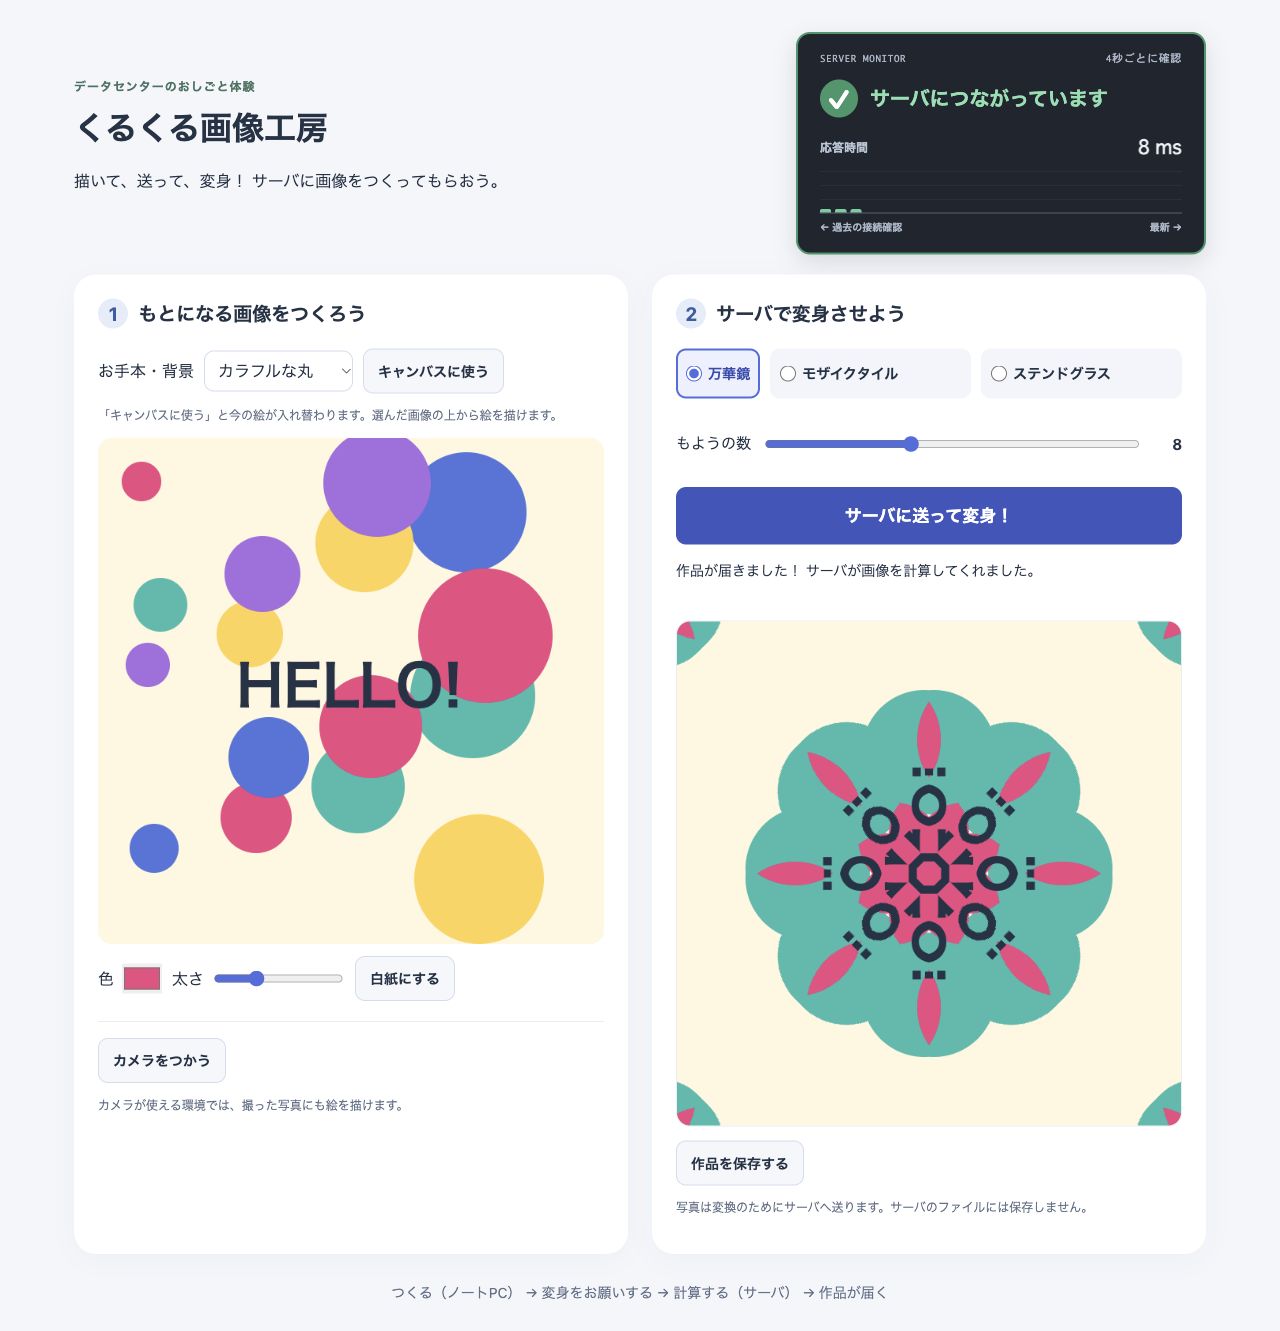 データセンターのおしごと体験
くるくる画像工房
描いて、送って、変身！ サーバに画像をつくってもらおう。
SERVER MONITOR
4秒ごとに確認
サーバにつながっています
応答時間
8 ms
← 過去の接続確認
最新 →
1 もとになる画像をつくろう
お手本・背景
カラフルな丸
キャンバスに使う
「キャンバスに使う」と今の絵が入れ替わります。選んだ画像の上から絵を描けます。
HELLO!
色
太さ
白紙にする
カメラをつかう
カメラが使える環境では、撮った写真にも絵を描けます。
2 サーバで変身させよう
万華鏡
モザイクタイル
ステンドグラス
もようの数
8
サーバに送って変身！
作品が届きました！ サーバが画像を計算してくれました。
作品を保存する
写真は変換のためにサーバへ送ります。サーバのファイルには保存しません。
つくる（ノートPC） → 変身をお願いする → 計算する（サーバ） → 作品が届く